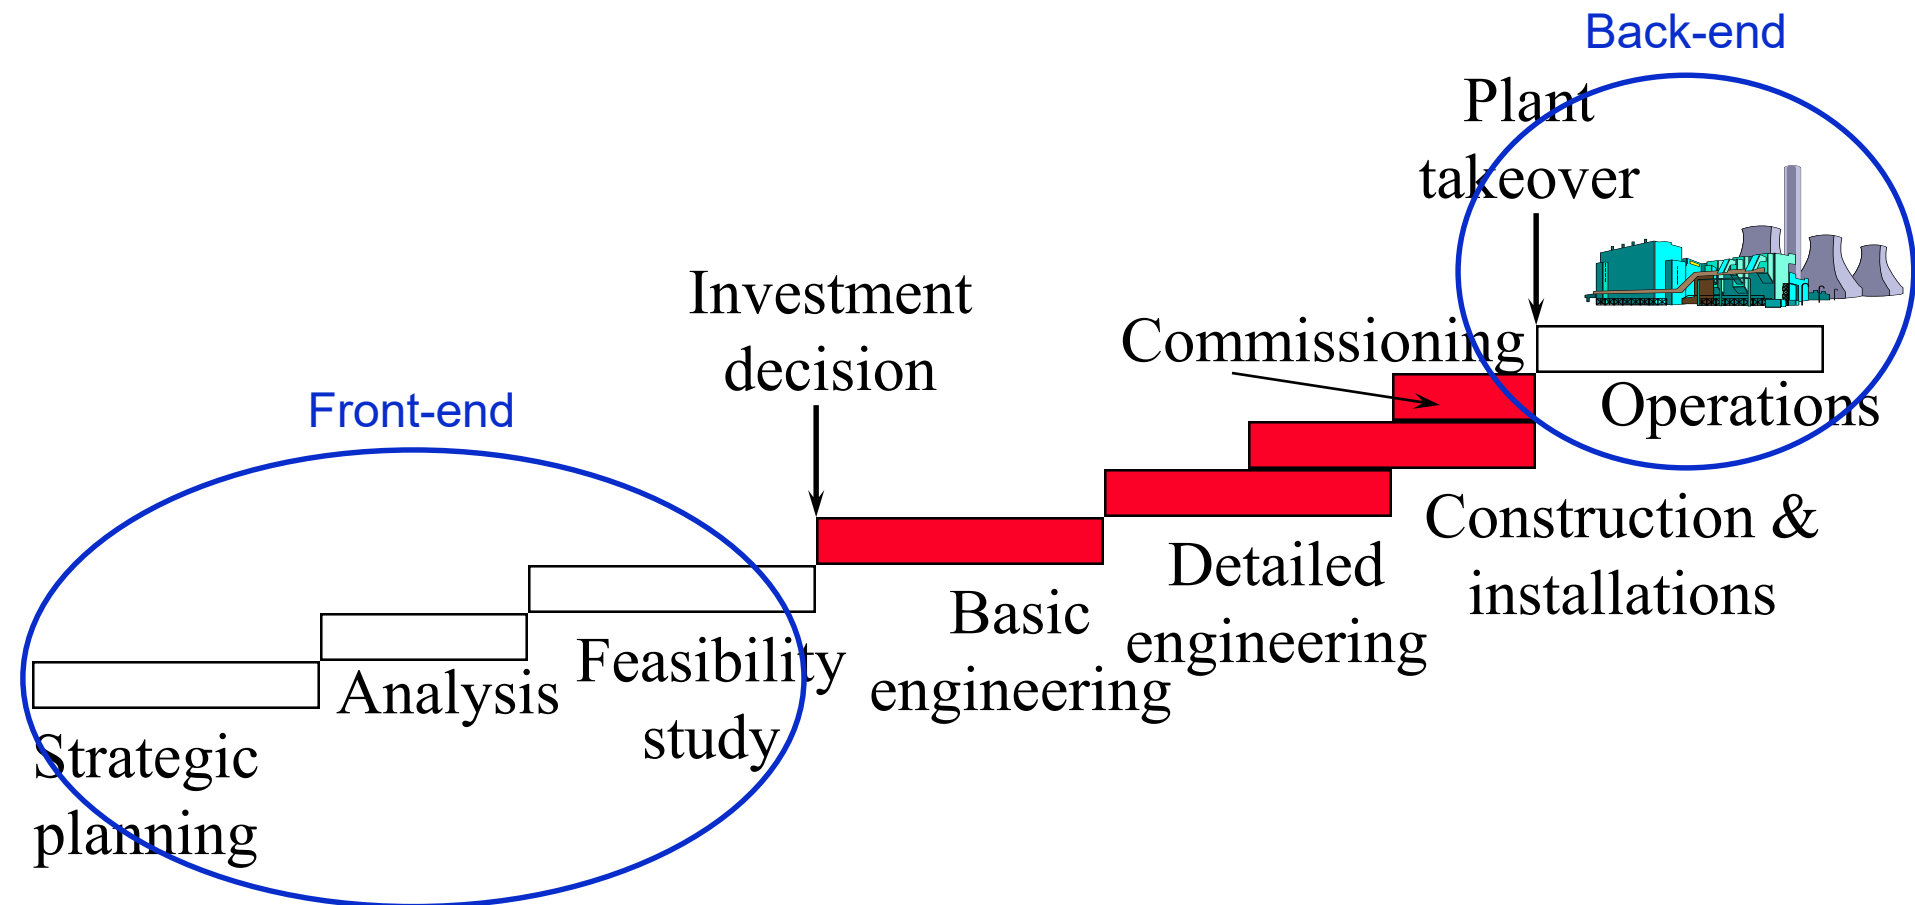 Back-end
Plant
takeover
Investment
decision
Commissioning
Operations
Front-end
Construction &
installations
Detailed
engineering
Basic
engineering
Feasibility
study
Analysis
Strategic
planning